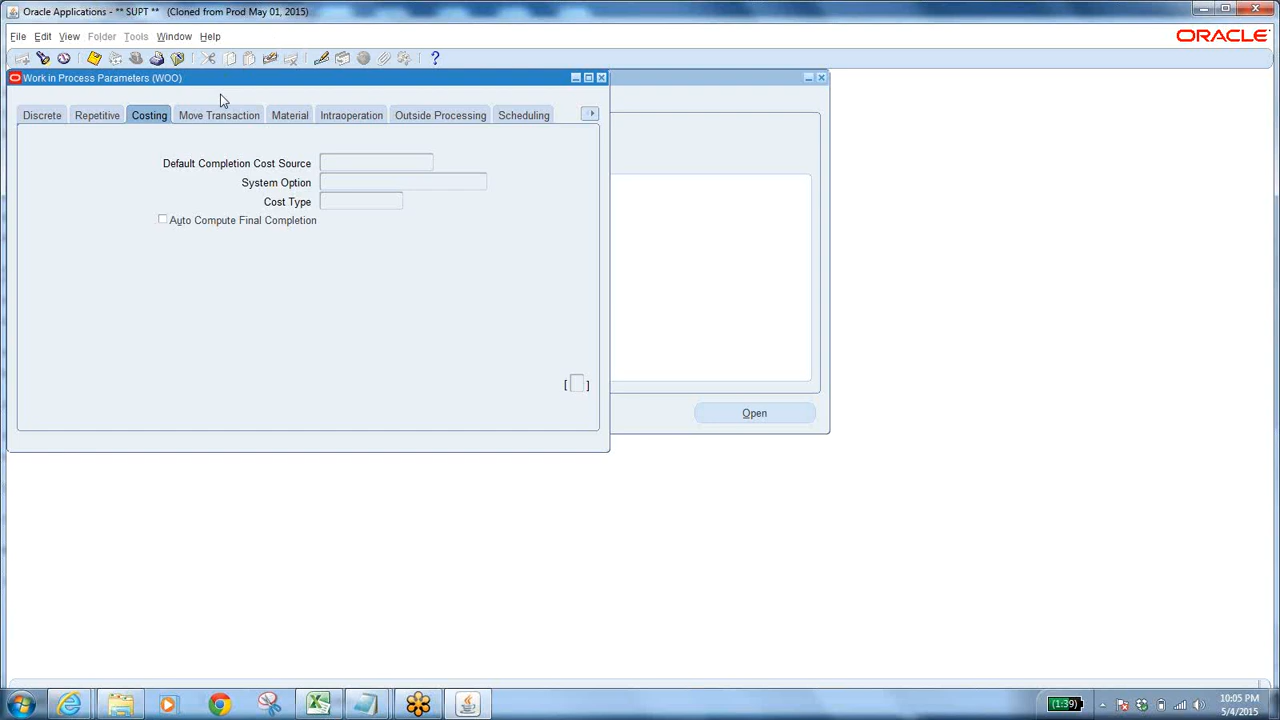 Oracle Applications - ** SUPT **   (Cloned from Prod May 01, 2015)
File Edit View Folder Tools Window Help
ORACLE
Work in Process Parameters (WOO)
Discrete Repetitive Costing Move Transaction Material Intraoperation Outside Processing Scheduling
Default Completion Cost Source
System Option
Cost Type
Auto Compute Final Completion
[ ]
Open
(1:39)
10:05 PM
5/4/2015